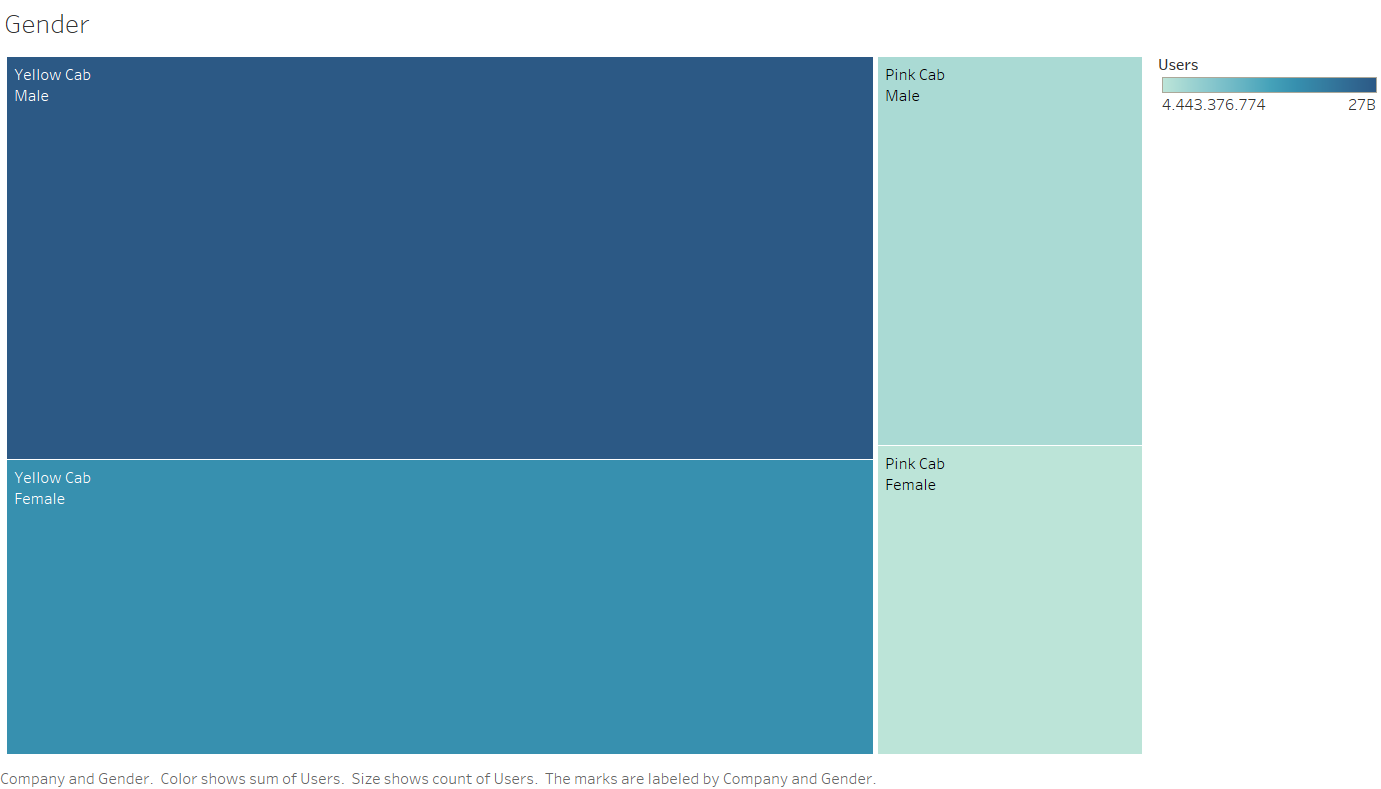 Gender
Yellow Cab
Male
Pink Cab
Male
Users
4.443.376.774 27B
Yellow Cab
Female
Pink Cab
Female
Company and Gender.  Color shows sum of Users.  Size shows count of Users.  The marks are labeled by Company and Gender.